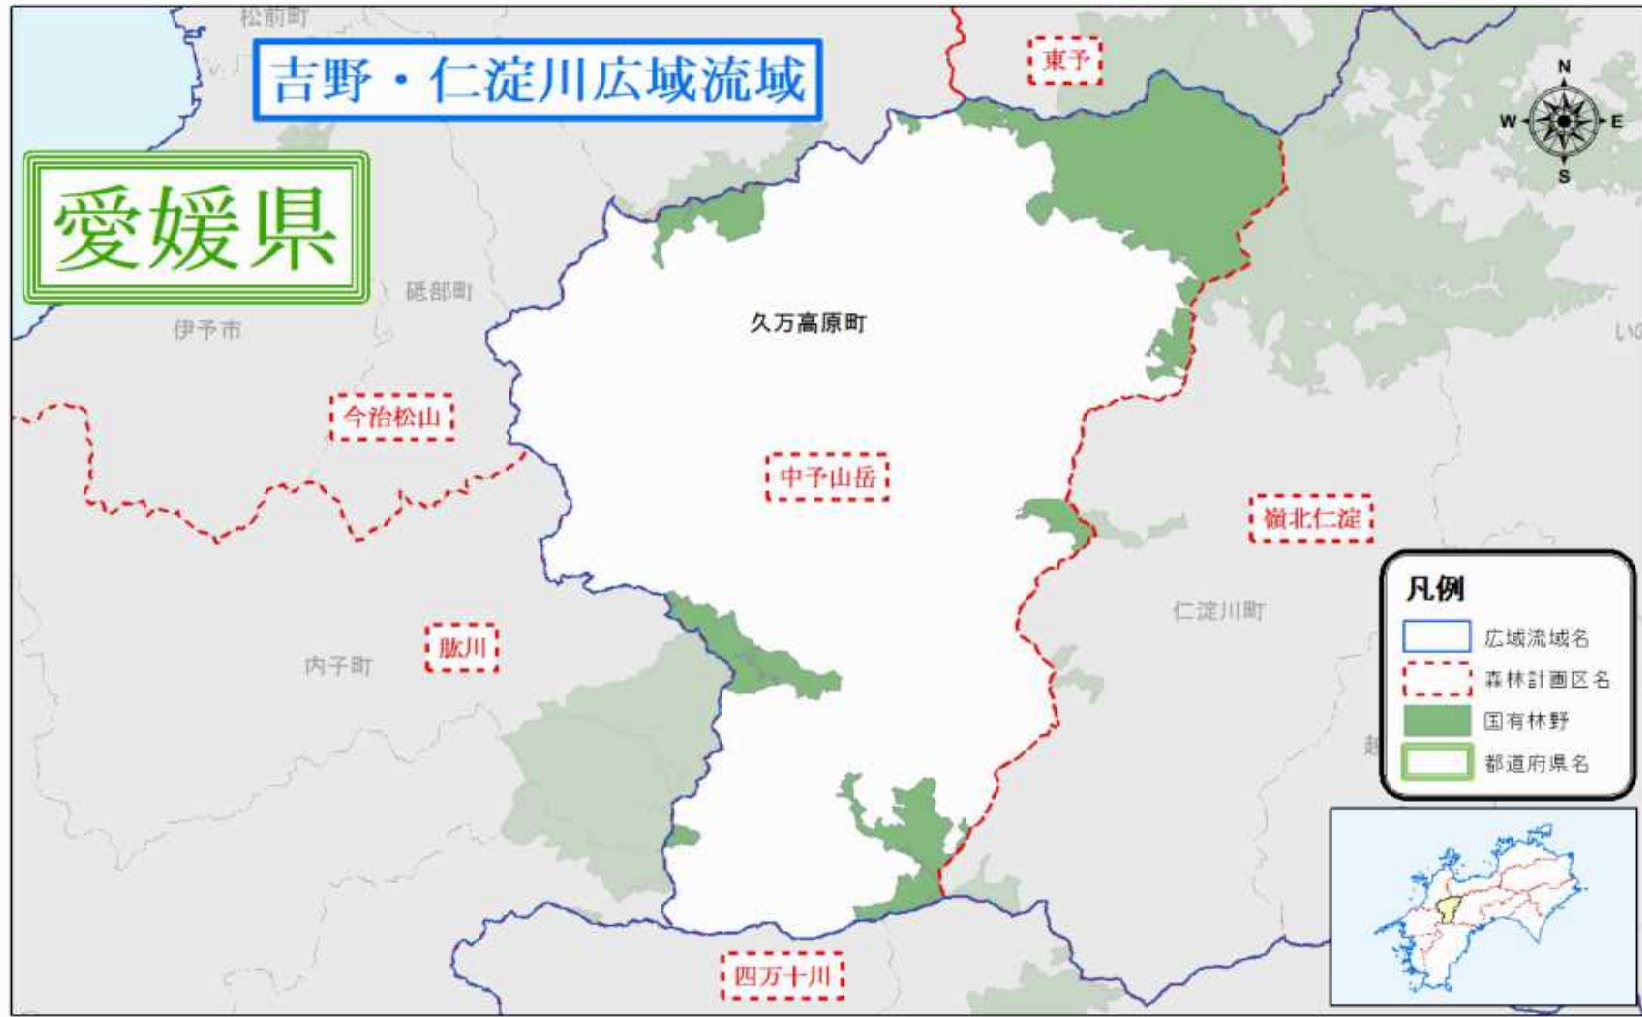 松前町
吉野・仁淀川広域流域
東予
N
W
E
S
愛媛県
砥部町
伊予市
久万高原町
いの
今治松山
中予山岳
嶺北仁淀
仁淀川町
肱川
内子町
凡例
広域流域名
森林計画区名
国有林野
都道府県名
越
四万十川